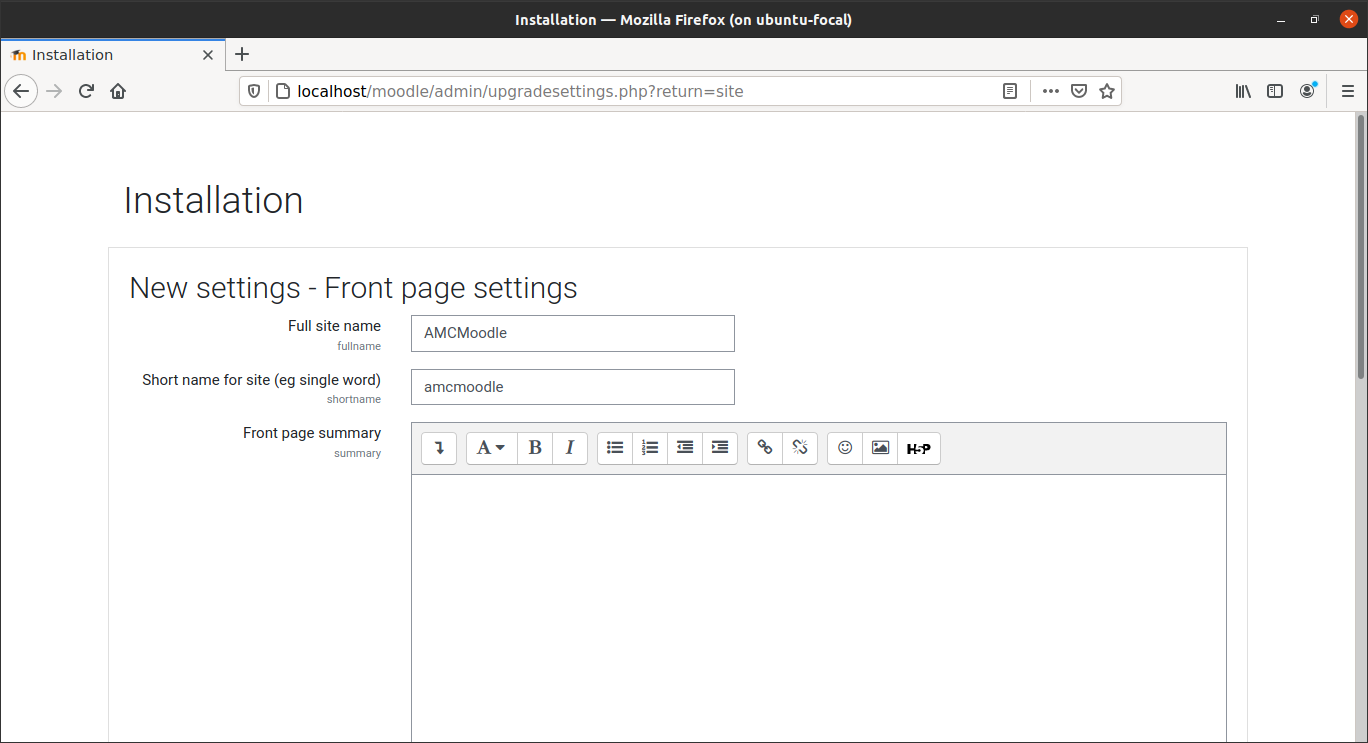 Installation — Mozilla Firefox (on ubuntu-focal)
Installation
localhost/moodle/admin/upgradesettings.php?return=site
Installation
New settings - Front page settings
Full site name
fullname
AMCMoodle
Short name for site (eg single word)
shortname
amcmoodle
Front page summary
summary
A B I
H5P